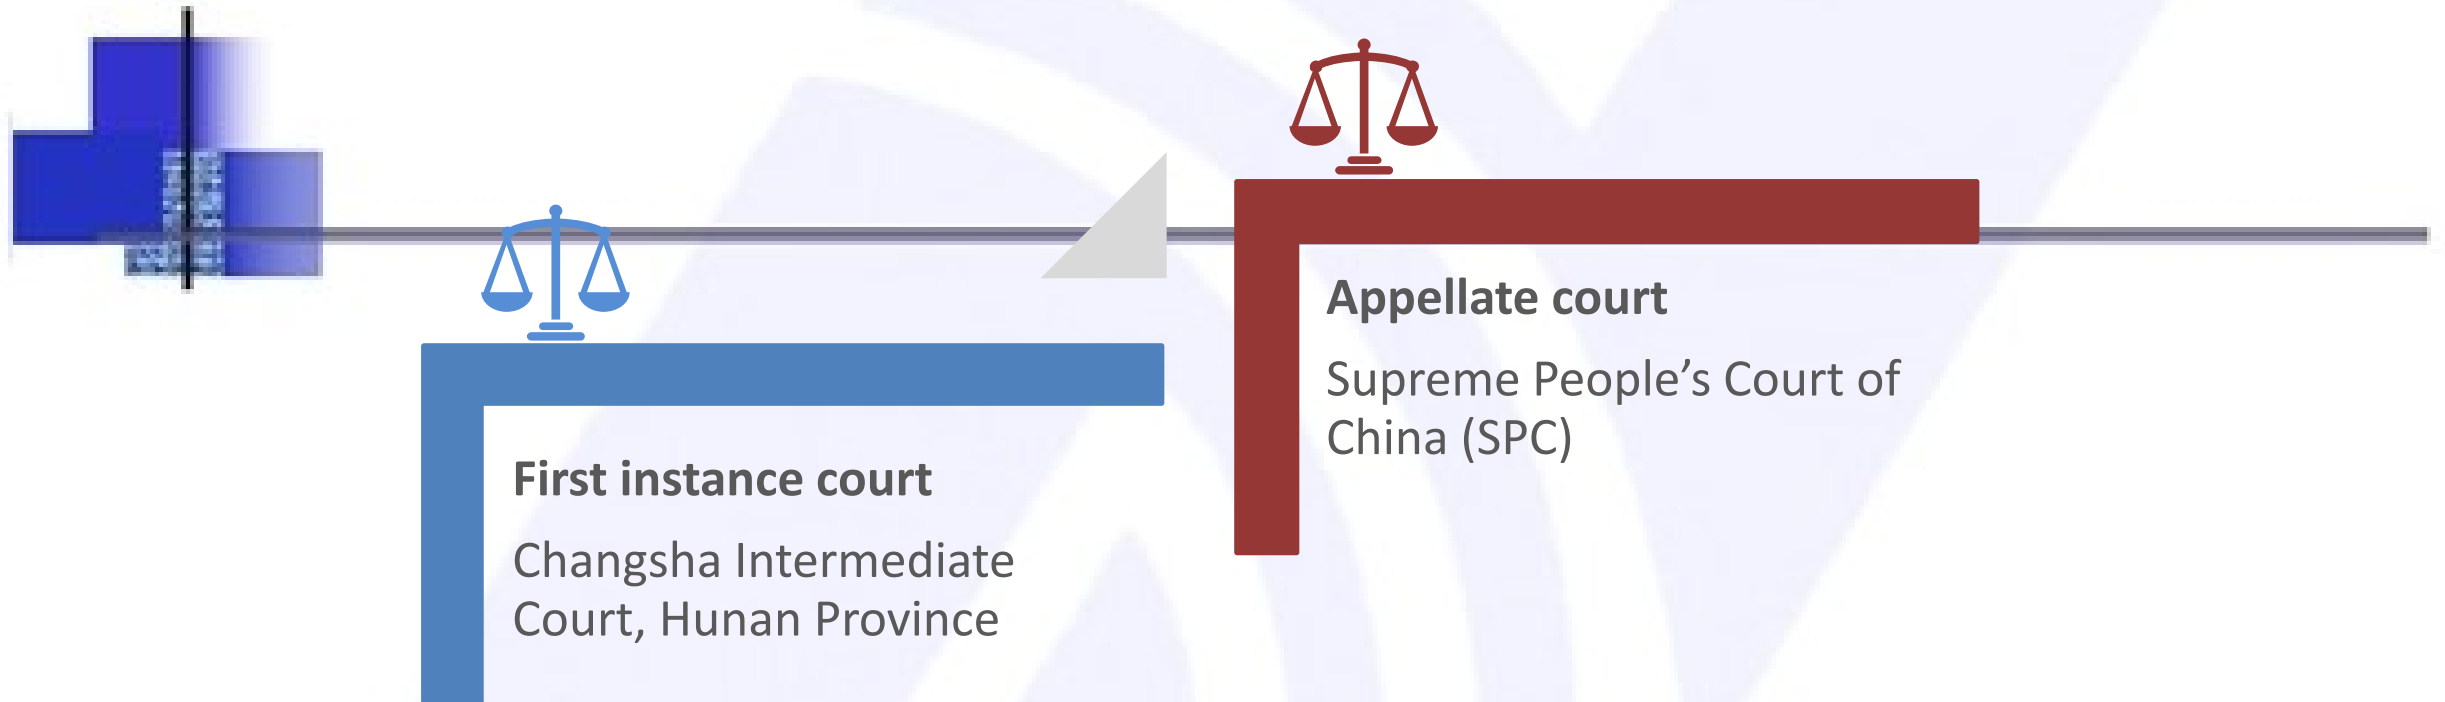 First instance court
Changsha Intermediate
Court, Hunan Province
Appellate court
Supreme People’s Court of
China (SPC)